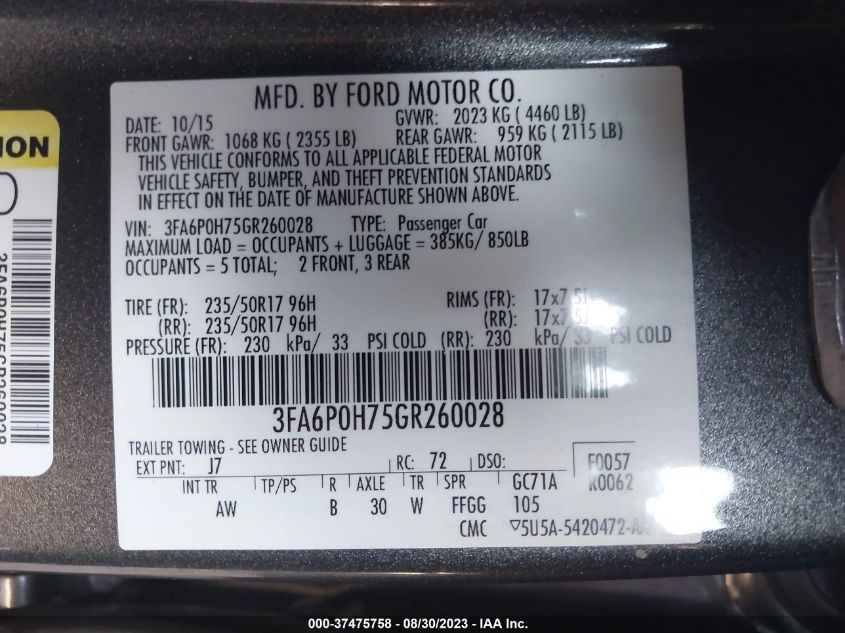 MFD. BY FORD MOTOR CO.
DATE: 10/15 GVWR: 2023 KG ( 4460 LB)
FRONT GAWR: 1068 KG ( 2355 LB) REAR GAWR: 959 KG ( 2115 LB)
THIS VEHICLE CONFORMS TO ALL APPLICABLE FEDERAL MOTOR
VEHICLE SAFETY, BUMPER, AND THEFT PREVENTION STANDARDS
IN EFFECT ON THE DATE OF MANUFACTURE SHOWN ABOVE.
VIN: 3FA6P0H75GR260028 TYPE: Passenger Car
MAXIMUM LOAD = OCCUPANTS + LUGGAGE = 385KG/ 850LB
OCCUPANTS = 5 TOTAL; 2 FRONT, 3 REAR
TIRE (FR): 235/50R17 96H RIMS (FR): 17x7.5J
(RR): 235/50R17 96H (RR): 17x7.5J
PRESSURE (FR): 230 kPa/ 33 PSI COLD (RR): 230 kPa/ 33 PSI COLD
3FA6P0H75GR260028
TRAILER TOWING - SEE OWNER GUIDE
EXT PNT: J7 RC: 72 DSO: F0057
INT TR TP/PS R AXLE TR SPR GC71A R0062
AW B 30 W FFGG 105
CMC 5U5A-5420472-
NION
3FA6P0H75GR260028
000-37475758 - 08/30/2023 - IAA Inc.